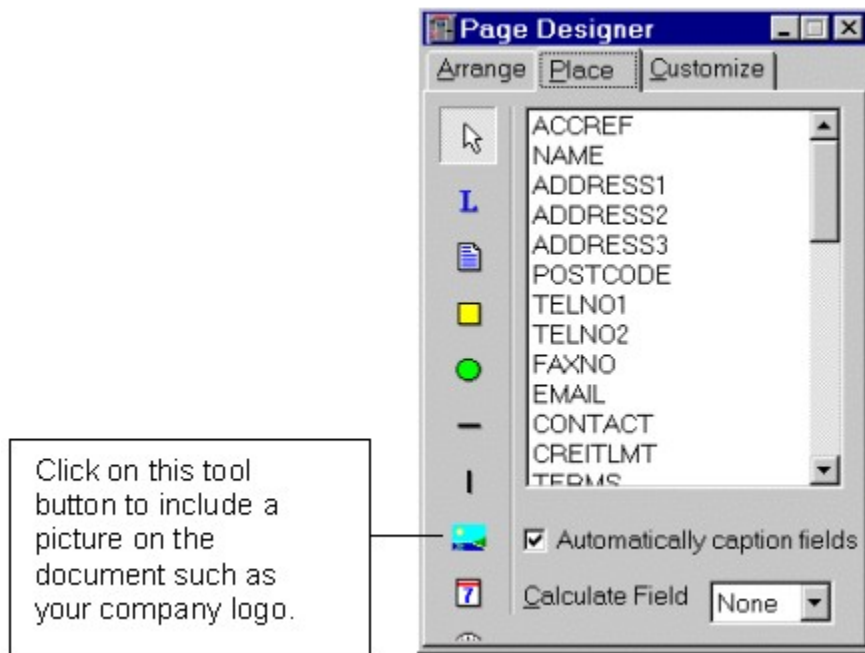 Page Designer
Arrange Place Customize
ACCREF
NAME
ADDRESS1
L
ADDRESS2
ADDRESS3
POSTCODE
TELNO1
TELNO2
FAXNO
EMAIL
CONTACT
CREITLMT
TERMS
Click on this tool
button to include a
picture on the
document such as
your company logo.
Automatically caption fields
7
Calculate Field None